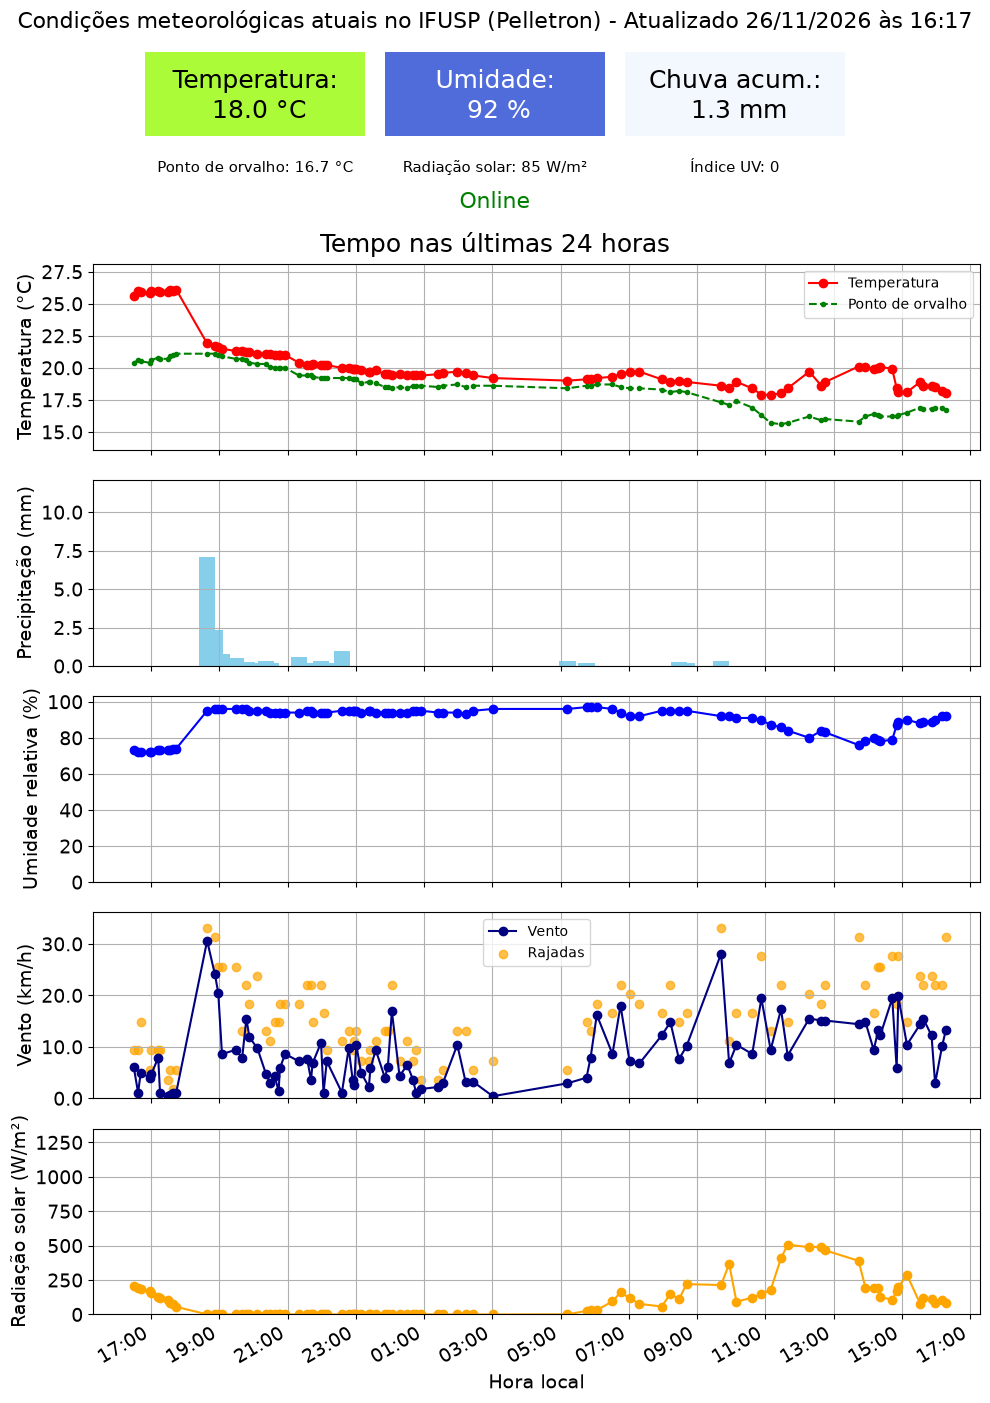 Condições meteorológicas atuais no IFUSP (Pelletron) - Atualizado 26/11/2026 às 16:17
Temperatura:
18.0 °C
Umidade:
92 %
Chuva acum.:
1.3 mm
Ponto de orvalho: 16.7 °C
Radiação solar: 85 W/m²
Índice UV: 0
Online
Tempo nas últimas 24 horas
Temperatura (°C)
27.5
25.0
22.5
20.0
17.5
15.0
Temperatura
Ponto de orvalho
Precipitação (mm)
10.0
7.5
5.0
2.5
0.0
Umidade relativa (%)
100
80
60
40
20
0
Vento (km/h)
30.0
20.0
10.0
0.0
Vento
Rajadas
Radiação solar (W/m²)
1250
1000
750
500
250
0
17:00
19:00
21:00
23:00
01:00
03:00
05:00
07:00
09:00
11:00
13:00
15:00
17:00
Hora local